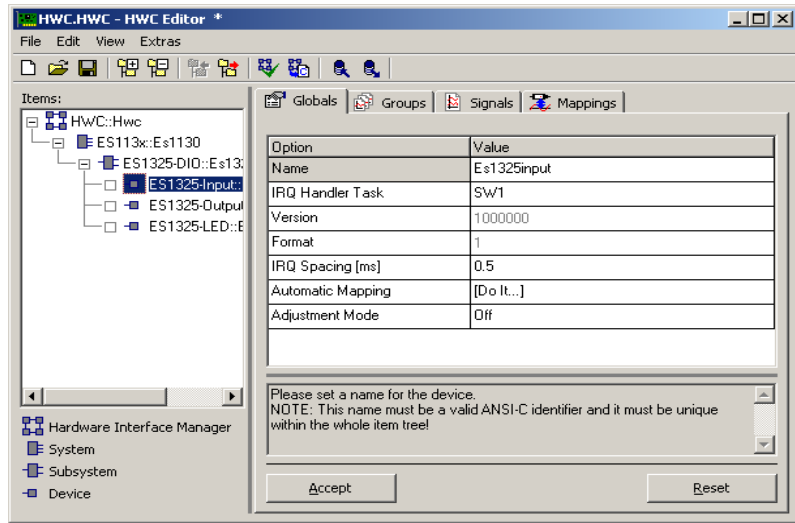 HWC.HWC - HWC Editor *
File Edit View Extras
Items:
HWC::Hwc
ES113x::Es1130
ES1325-DIO::Es13
ES1325-Input::
ES1325-Output
ES1325-LED::E
Hardware Interface Manager
System
Subsystem
Device
Globals Groups Signals Mappings
Option Value
Name Es1325input
IRQ Handler Task SW1
Version 1000000
Format 1
IRQ Spacing [ms] 0.5
Automatic Mapping [Do It...]
Adjustment Mode Off
Please set a name for the device.
NOTE: This name must be a valid ANSI-C identifier and it must be unique
within the whole item tree!
Accept Reset